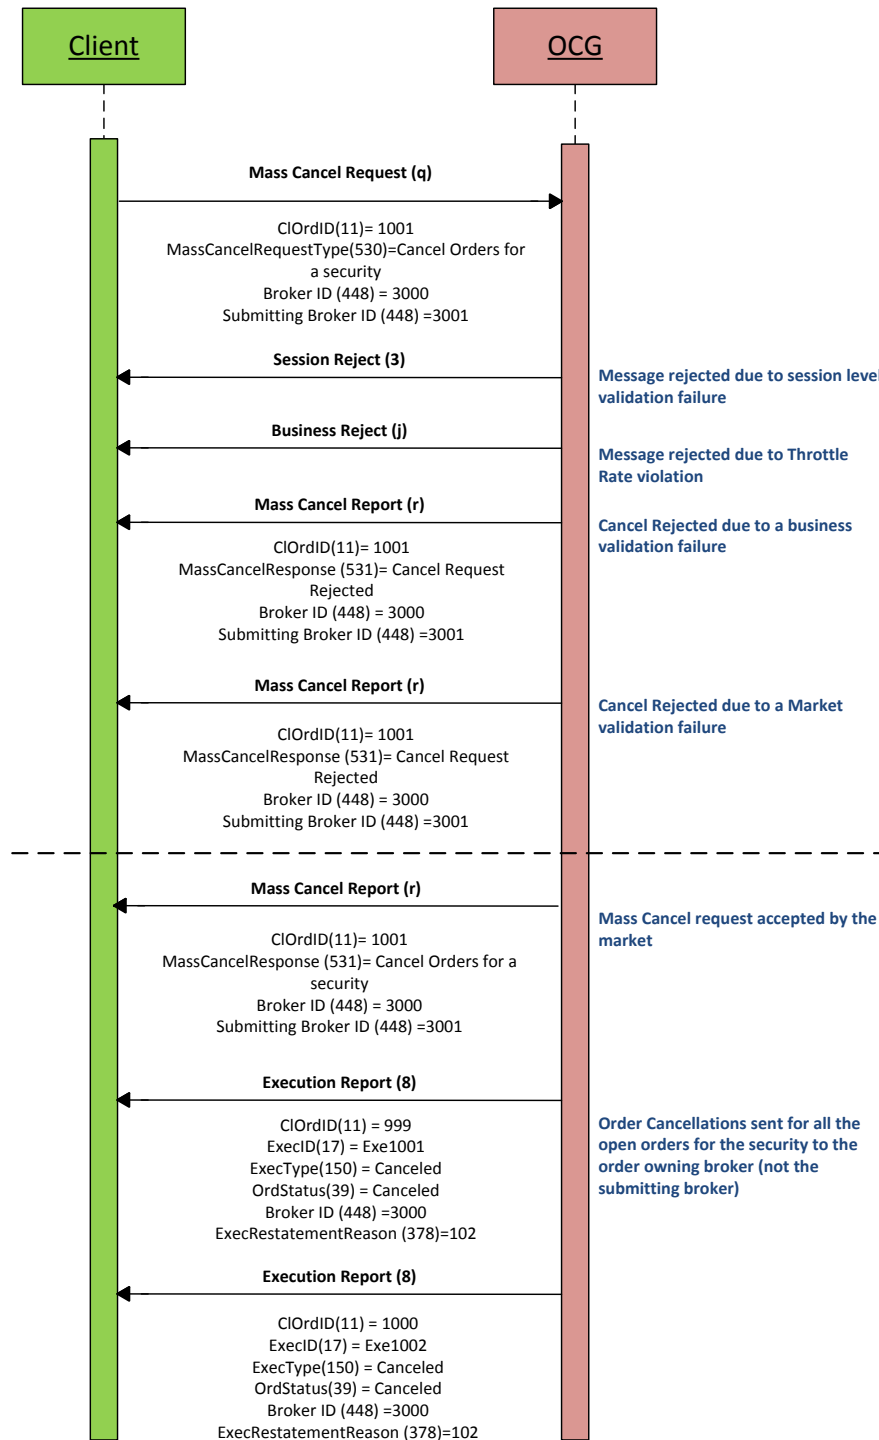 Client
OCG
Mass Cancel Request (q)
ClOrdID(11)= 1001
MassCancelRequestType(530)=Cancel Orders for
a security
Broker ID (448) = 3000
Submitting Broker ID (448) =3001
Session Reject (3)
Message rejected due to session level
validation failure
Business Reject (j)
Message rejected due to Throttle
Rate violation
Mass Cancel Report (r)
Cancel Rejected due to a business
validation failure
ClOrdID(11)= 1001
MassCancelResponse (531)= Cancel Request
Rejected
Broker ID (448) = 3000
Submitting Broker ID (448) =3001
Mass Cancel Report (r)
Cancel Rejected due to a Market
validation failure
ClOrdID(11)= 1001
MassCancelResponse (531)= Cancel Request
Rejected
Broker ID (448) = 3000
Submitting Broker ID (448) =3001
Mass Cancel Report (r)
Mass Cancel request accepted by the
market
ClOrdID(11)= 1001
MassCancelResponse (531)= Cancel Orders for a
security
Broker ID (448) = 3000
Submitting Broker ID (448) =3001
Execution Report (8)
Order Cancellations sent for all the
open orders for the security to the
order owning broker (not the
submitting broker)
ClOrdID(11) = 999
ExecID(17) = Exe1001
ExecType(150) = Canceled
OrdStatus(39) = Canceled
Broker ID (448) =3000
ExecRestatementReason (378)=102
Execution Report (8)
ClOrdID(11) = 1000
ExecID(17) = Exe1002
ExecType(150) = Canceled
OrdStatus(39) = Canceled
Broker ID (448) =3000
ExecRestatementReason (378)=102